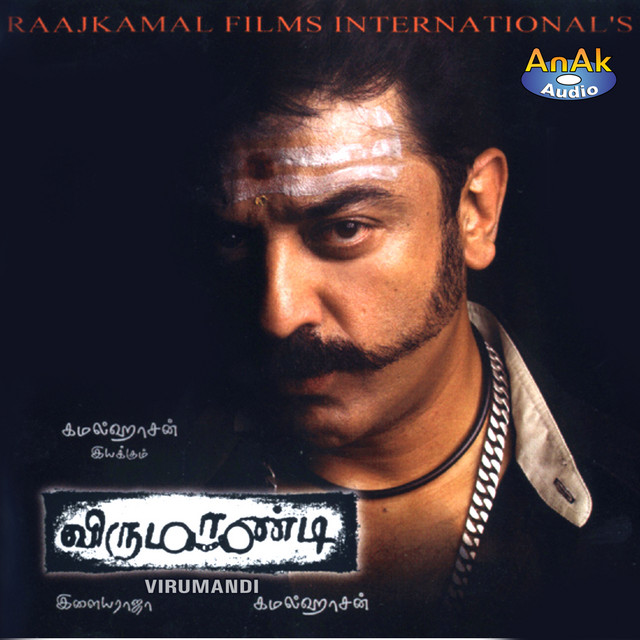 RAAJKAMAL FILMS INTERNATIONAL'S
AnAk
Audio
கமல்ஹாசன்
இயக்கும்
விருமாண்டி
VIRUMANDI
இளையராஜா கமல்ஹாசன்